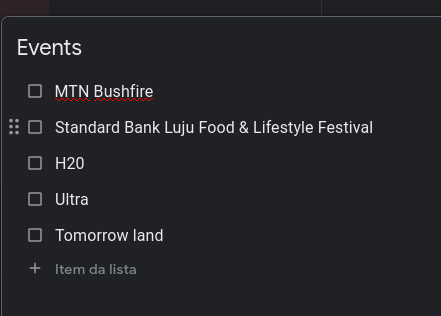 Events
MTN Bushfire
Standard Bank Luju Food & Lifestyle Festival
H20
Ultra
Tomorrow land
Item da lista